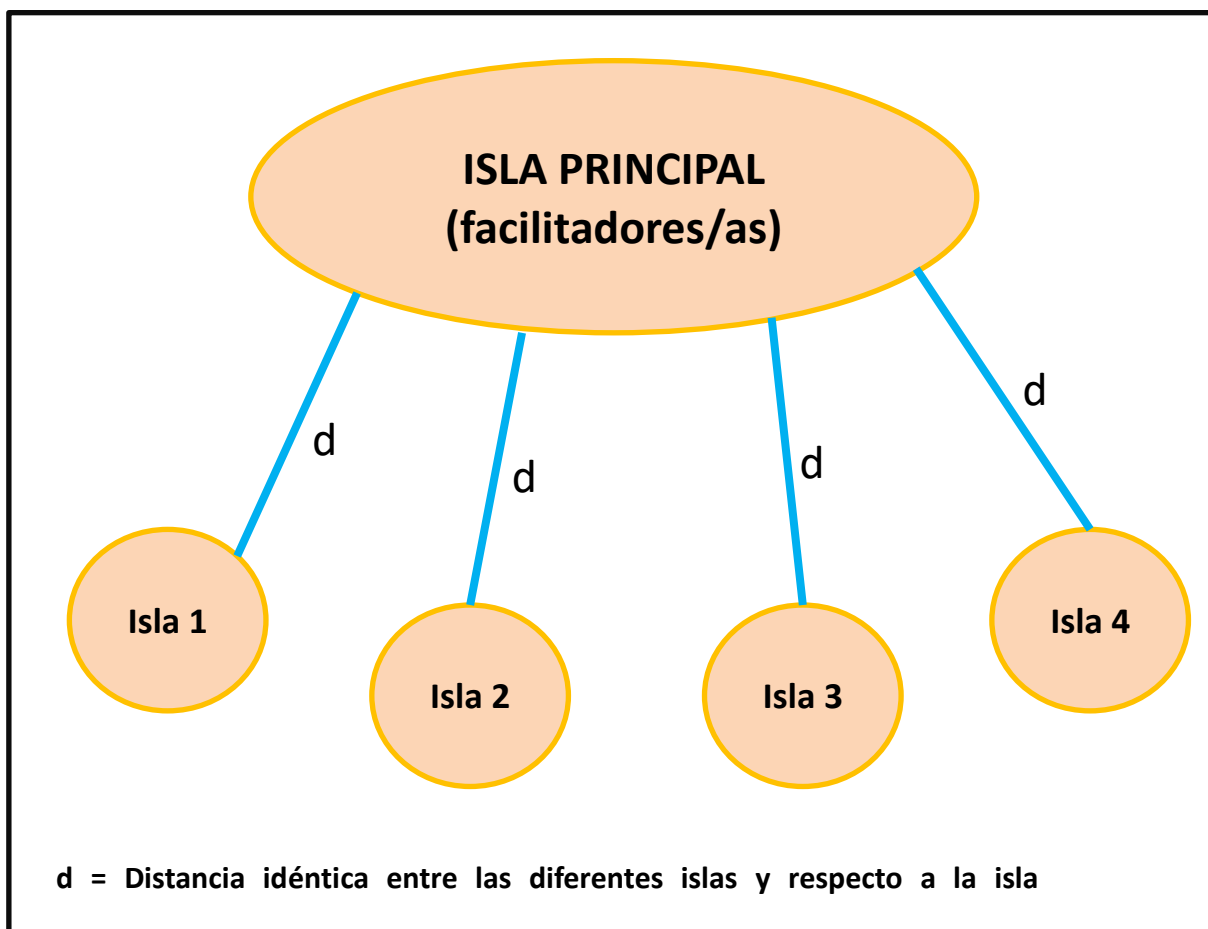 ISLA PRINCIPAL
(facilitadores/as)
d
d
d
d
Isla 1
Isla 2
Isla 3
Isla 4
d = Distancia idéntica entre las diferentes islas y respecto a la isla